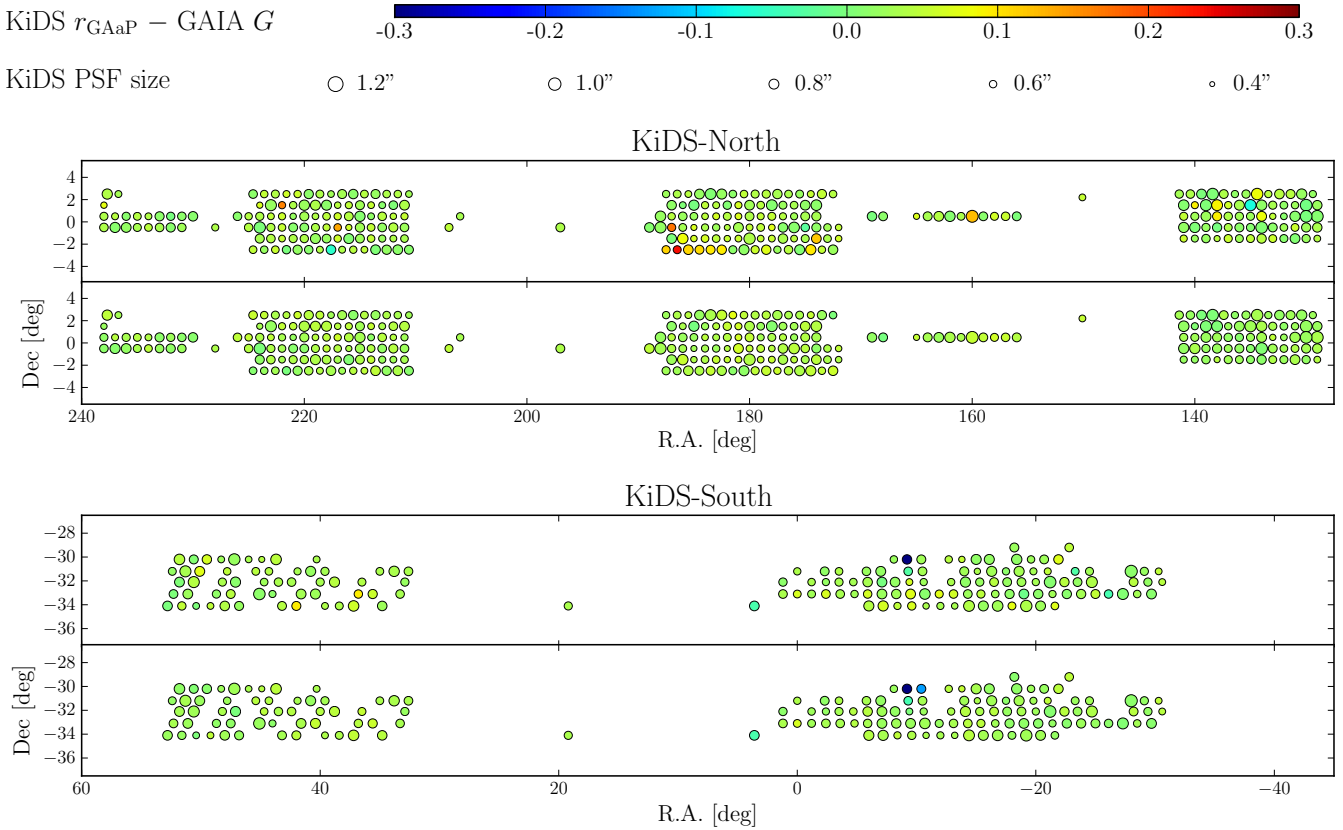 KiDS r_GAaP − GAIA G
-0.3 -0.2 -0.1 0.0 0.1 0.2 0.3
KiDS PSF size 1.2” 1.0” 0.8” 0.6” 0.4”
KiDS-North
4
2
0
−2
−4
4
2
0
−2
−4
Dec [deg]
240 220 200 180 160 140
R.A. [deg]
KiDS-South
−28
−30
−32
−34
−36
−28
−30
−32
−34
−36
Dec [deg]
60 40 20 0 −20 −40
R.A. [deg]